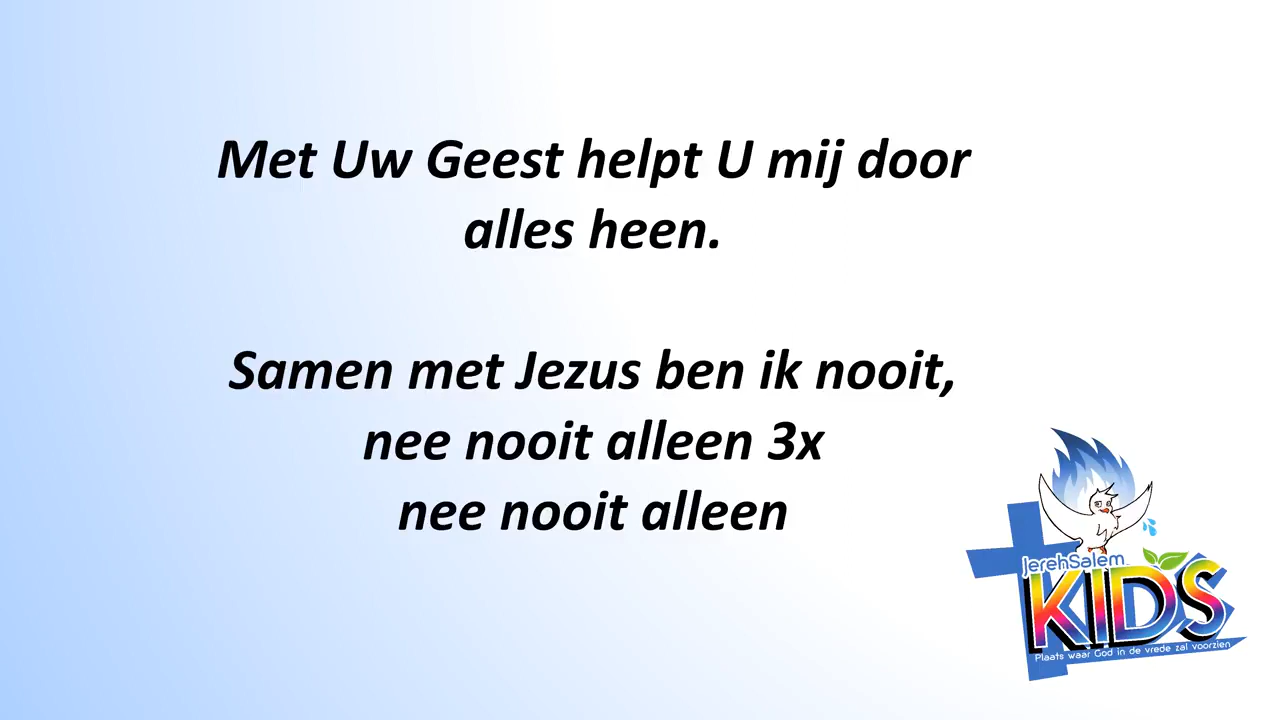 Met Uw Geest helpt U mij door
alles heen.
Samen met Jezus ben ik nooit,
nee nooit alleen 3x
nee nooit alleen
JerehSalem
KID'S
Plaats waar God in de vrede zal voorzien